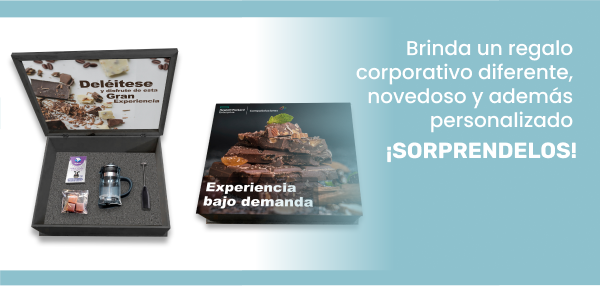 Deléitese
y disfrute de esta
Gran
Experiencia
Experiencia
bajo demanda
Brinda un regalo
corporativo diferente,
novedoso y además
personalizado
¡SORPRENDELOS!